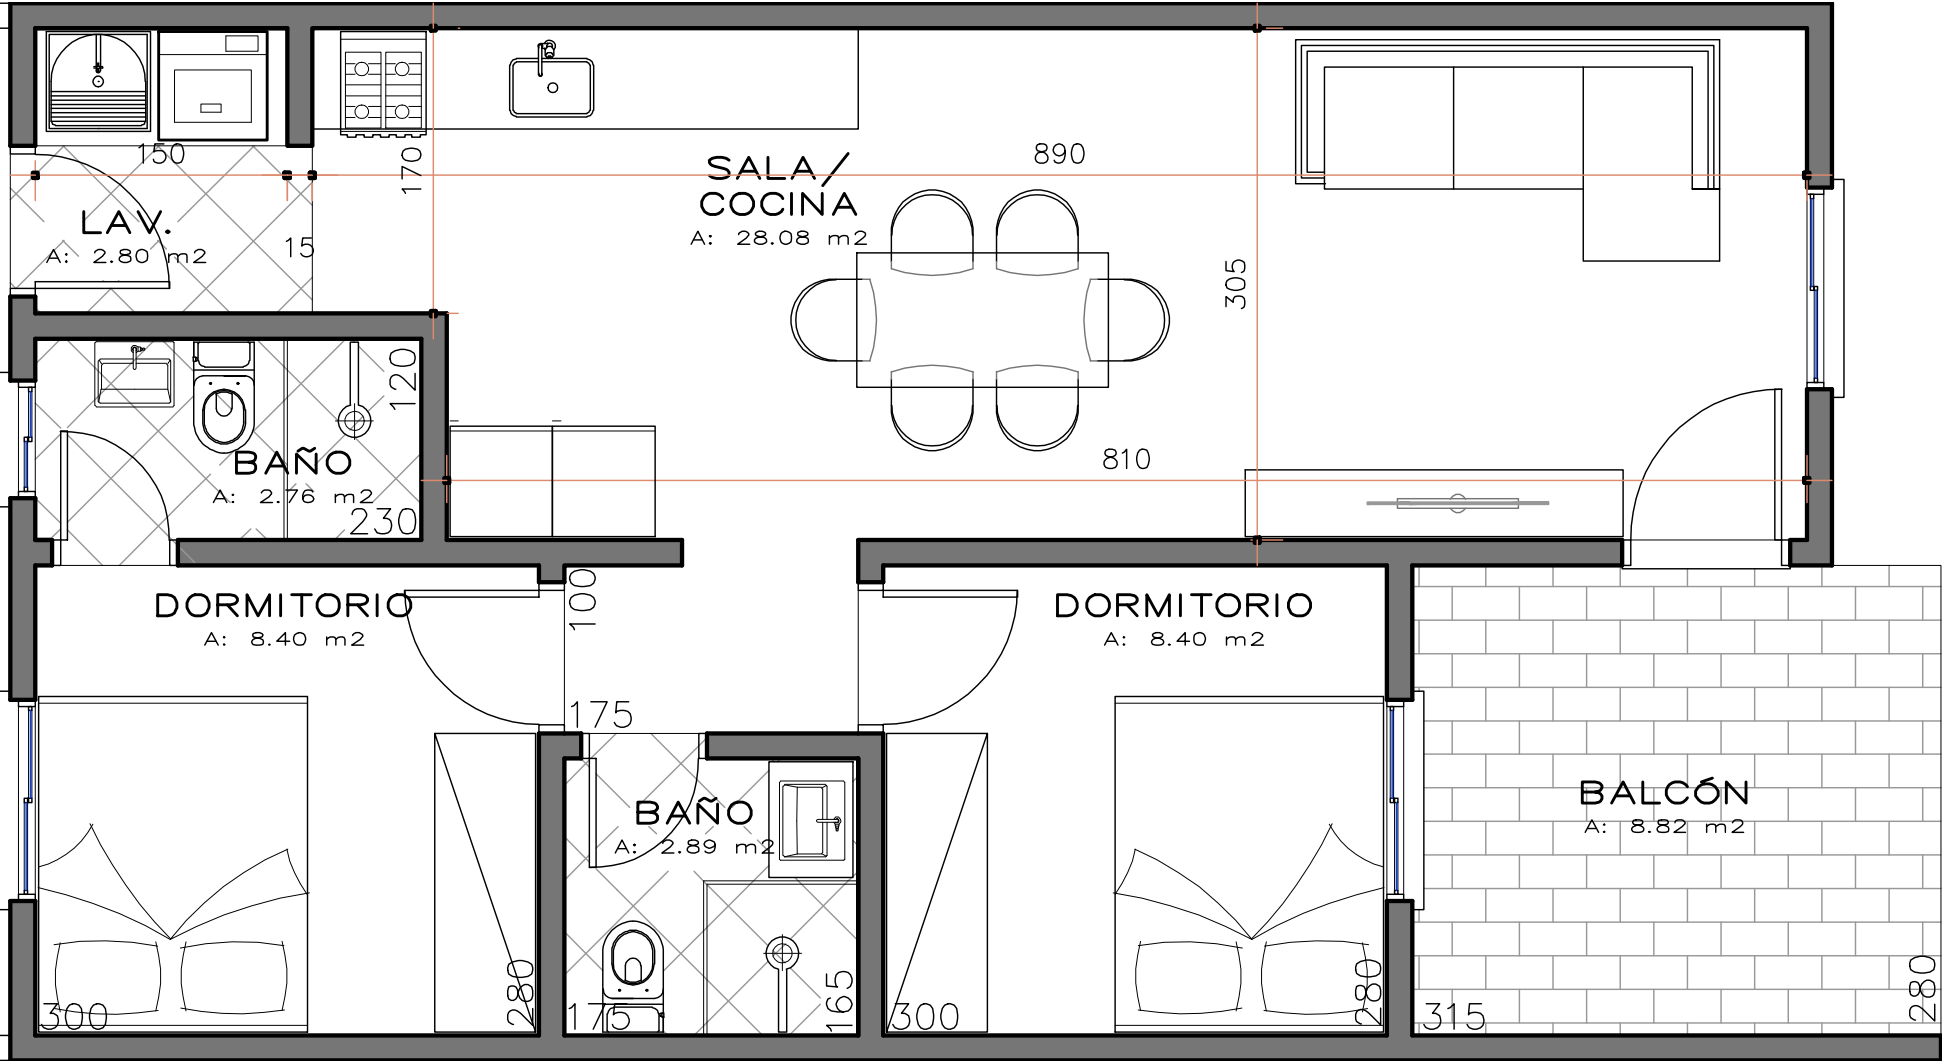 150
170
SALA/
COCINA
A: 28.08 m2
890
LAV.
A: 2.80 m2
15
305
120
BAÑO
A: 2.76 m2
230
810
DORMITORIO
A: 8.40 m2
100
DORMITORIO
A: 8.40 m2
175
BAÑO
A: 2.89 m2
BALCÓN
A: 8.82 m2
300
280
175
165
300
280
315
280